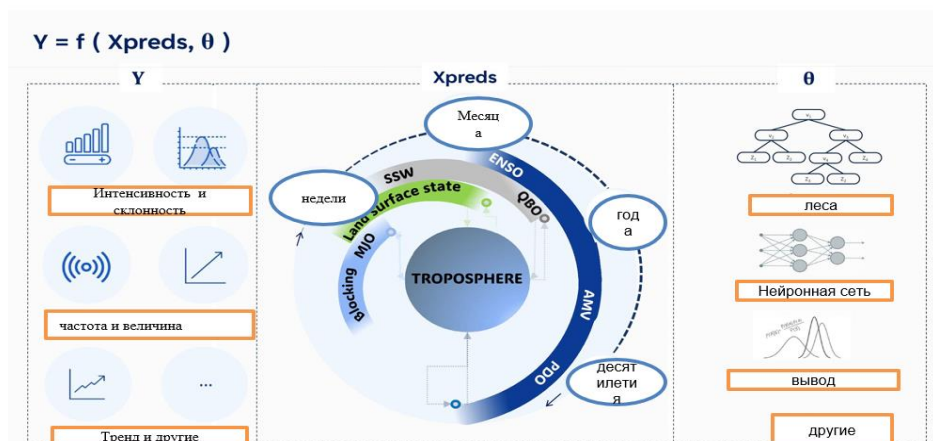 Y = f ( Xpreds, θ )
Y
Xpreds
θ
Интенсивность и
склонность
частота и величина
Тренд и другие
...
Месяц
а
недели
год
а
десят
илети
я
SSW
ENSO
QBO
Land surface state
MJO
Blocking
TROPOSPHERE
AMV
PDO
леса
Нейронная сеть
вывод
другие